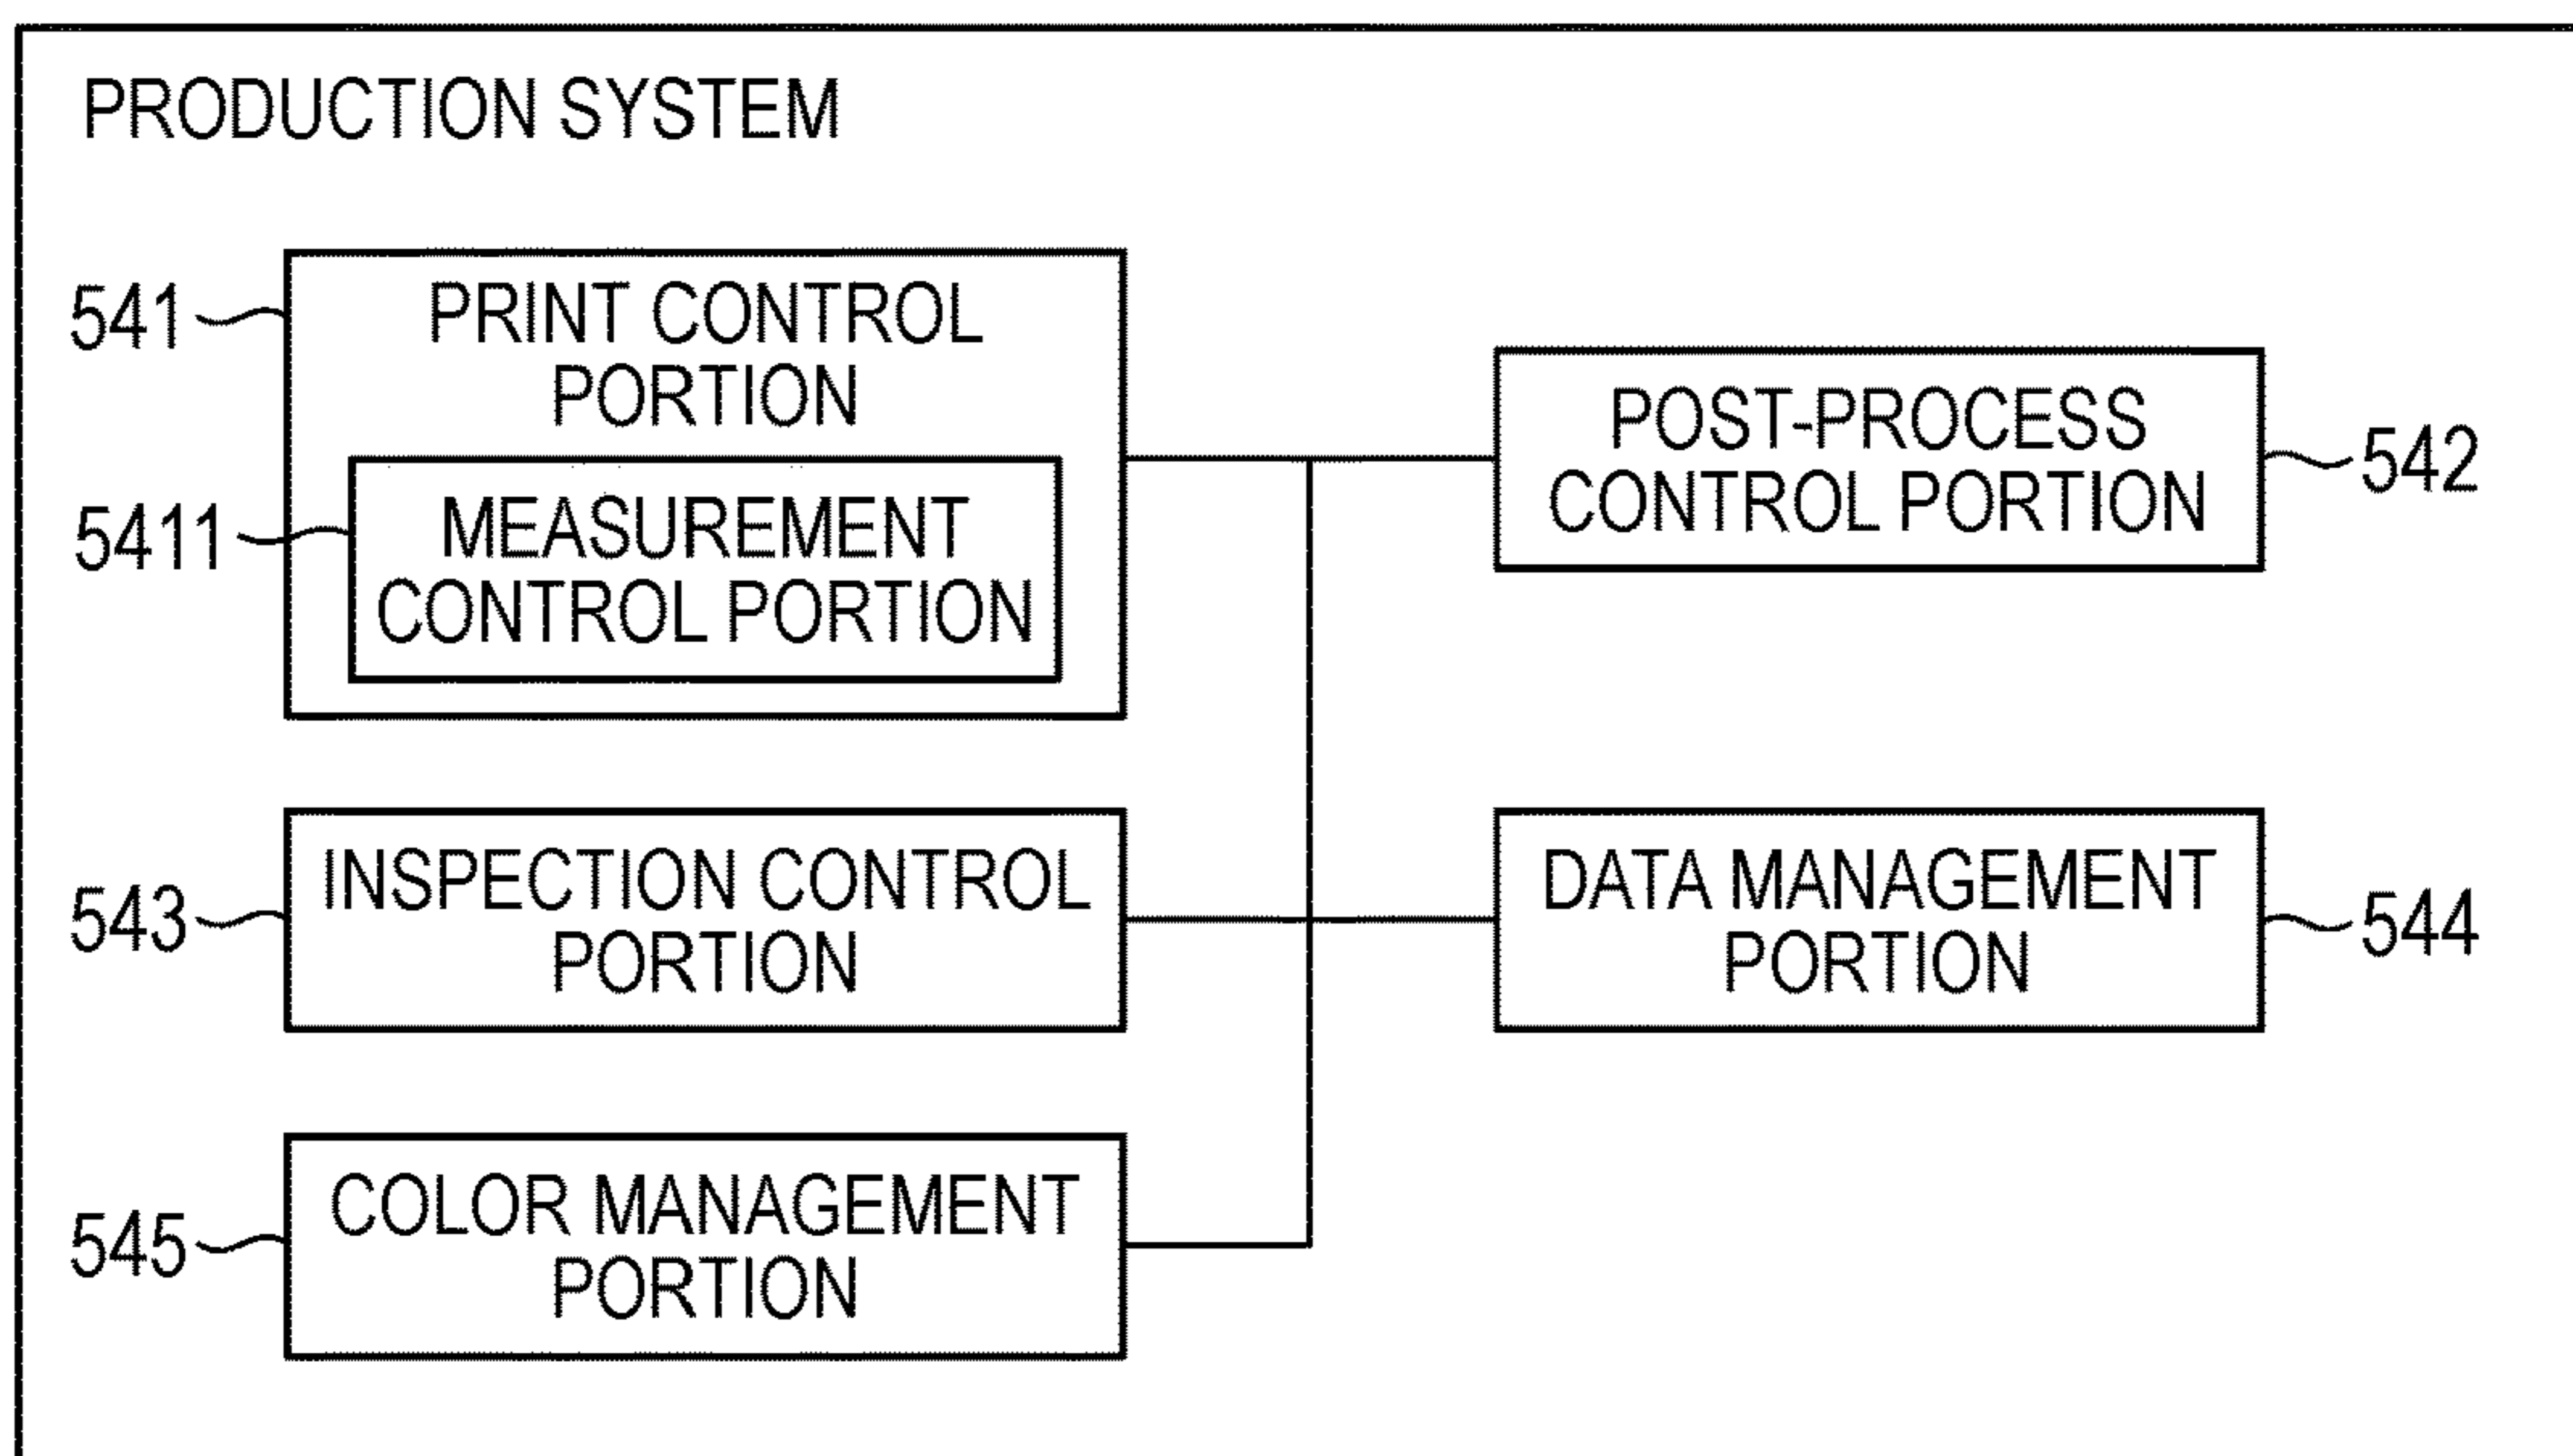 PRODUCTION SYSTEM
541
PRINT CONTROL
PORTION
5411
MEASUREMENT
CONTROL PORTION
POST-PROCESS
CONTROL PORTION
542
543
INSPECTION CONTROL
PORTION
DATA MANAGEMENT
PORTION
544
545
COLOR MANAGEMENT
PORTION